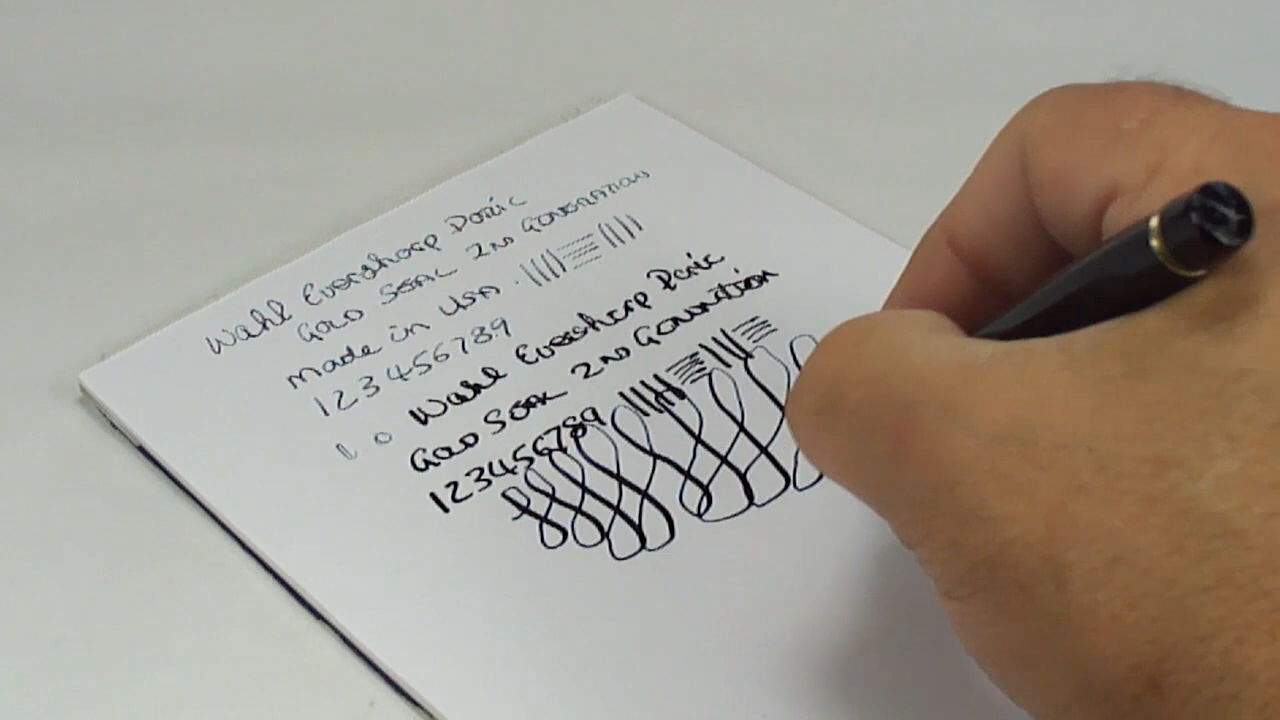 Wahl Eversharp Doric
Gold Seal 2nd Generation
Made in USA.
123456789
Wahl Eversharp Doric
Gold Seal 2nd Generation
123456789